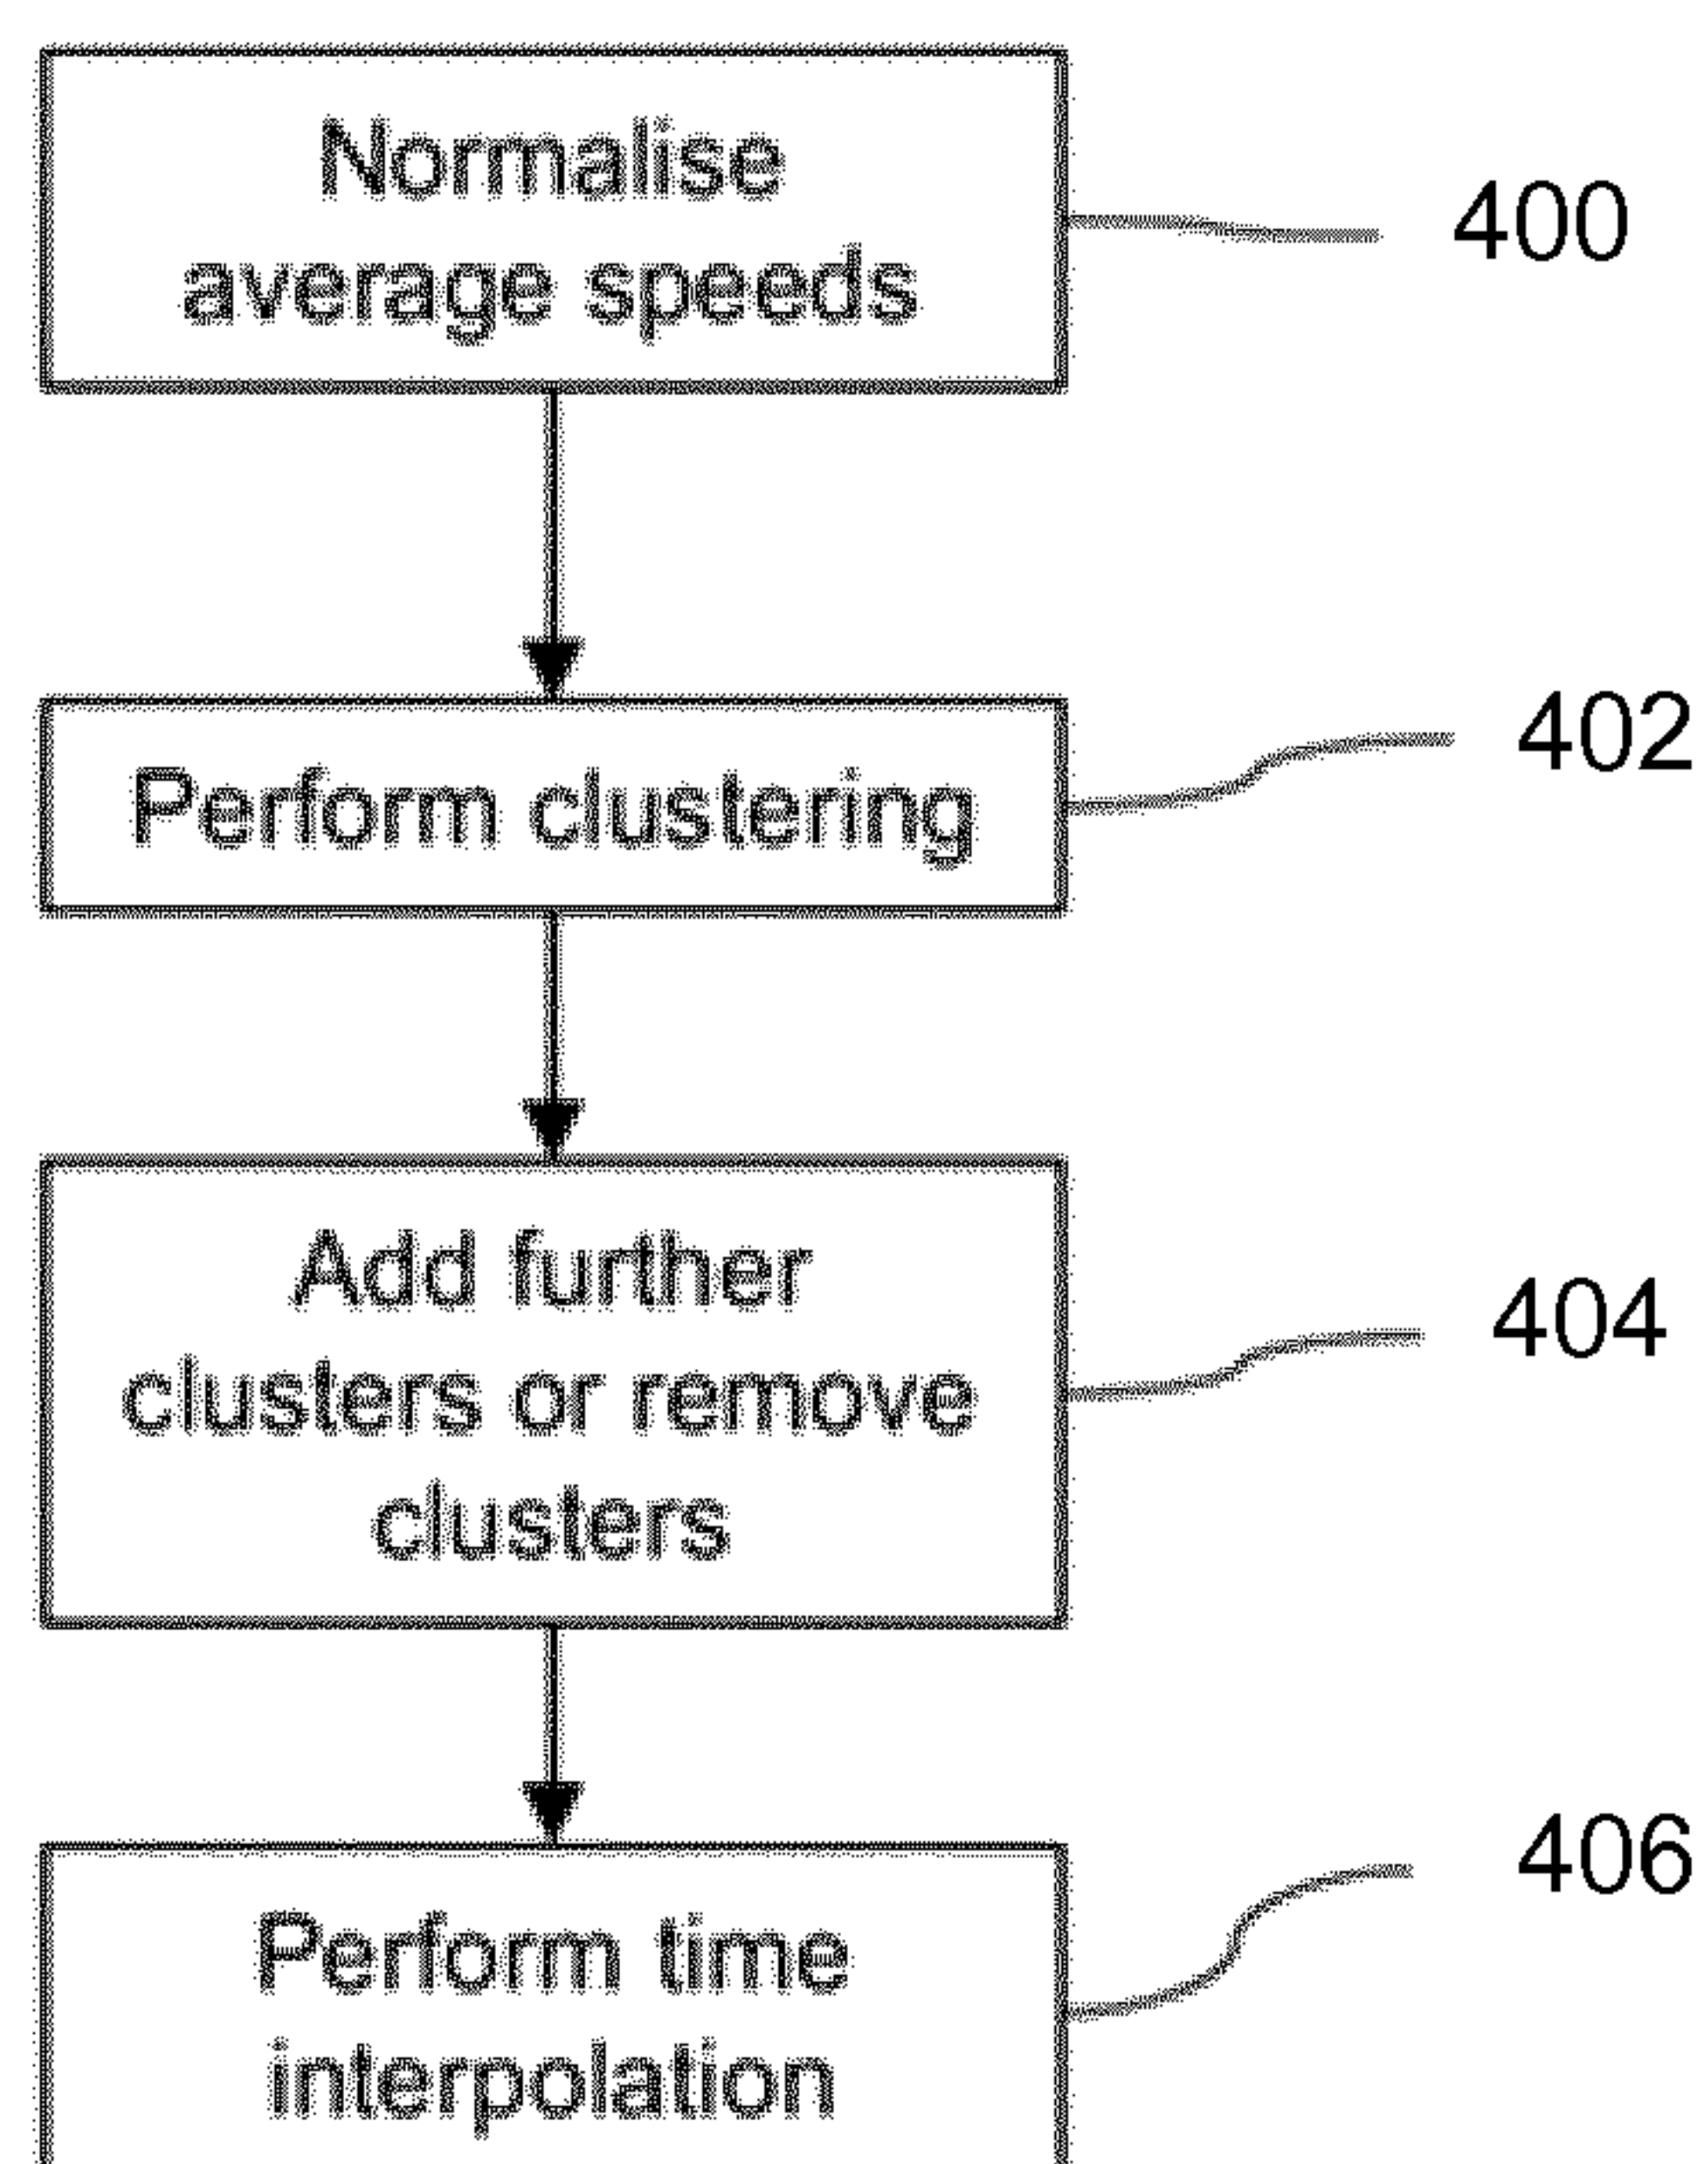 Normalise
average speeds
400
Perform clustering
402
Add further
clusters or remove
clusters
404
Perform time
interpolation
406